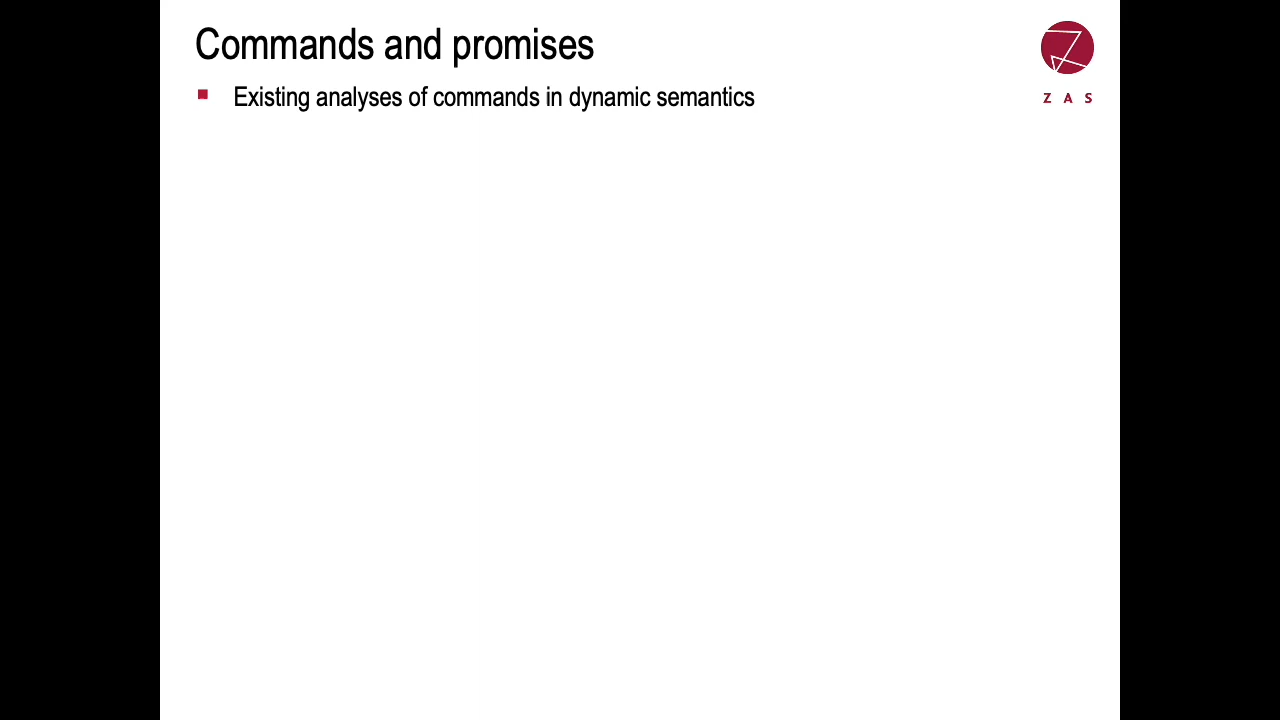 Commands and promises
Existing analyses of commands in dynamic semantics
Z A S